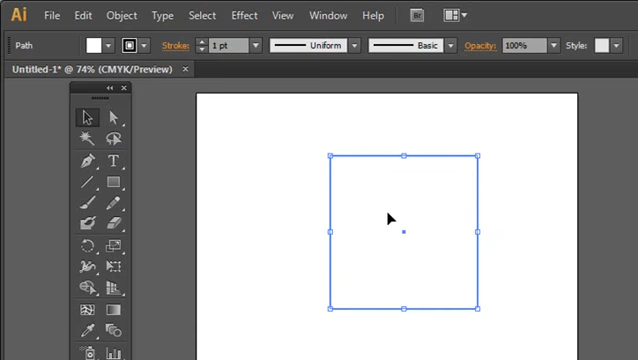 Ai File Edit Object Type Select Effect View Window Help Br
Path Stroke: 1 pt Uniform Basic Opacity: 100% Style:
Untitled-1* @ 74% (CMYK/Preview) ×
T